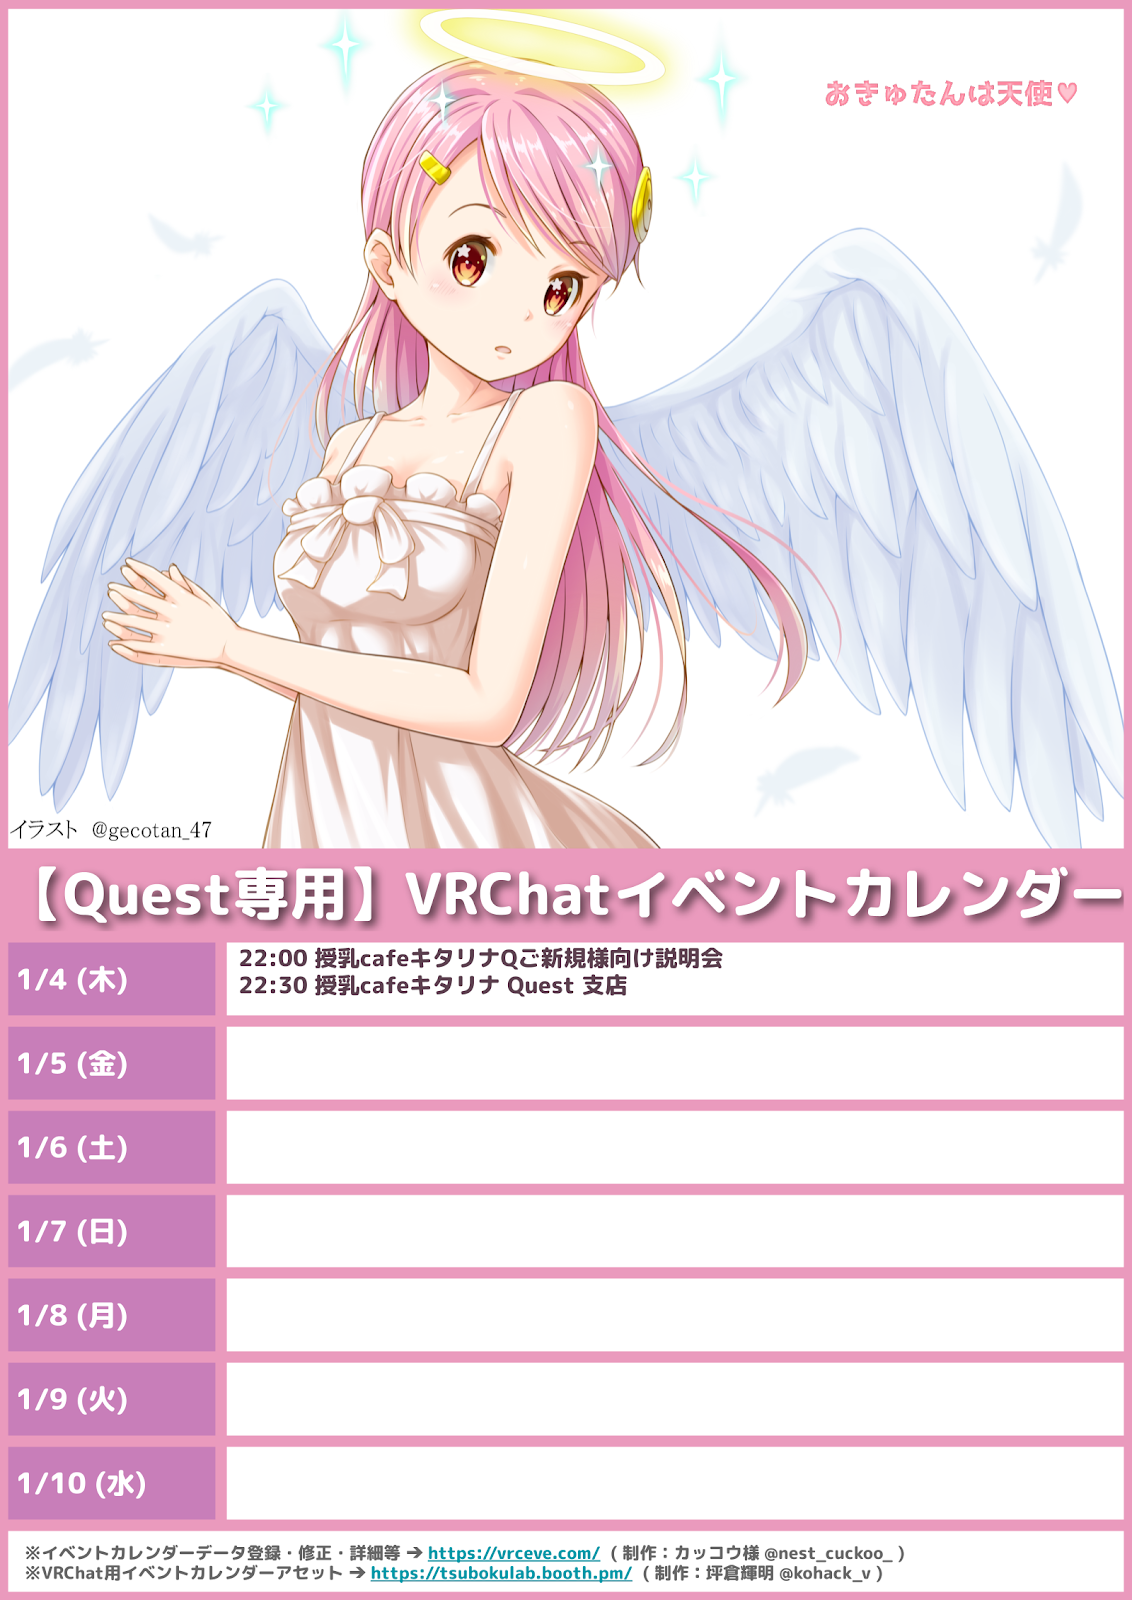 おきゅたんは天使♥
イラスト @gecotan_47
【Quest専用】VRChatイベントカレンダー
1/4 (木)
22:00 授乳cafeキタリナQご新規様向け説明会
22:30 授乳cafeキタリナ Quest 支店
1/5 (金)
1/6 (土)
1/7 (日)
1/8 (月)
1/9 (火)
1/10 (水)
※イベントカレンダーデータ登録・修正・詳細等 ➔ https://vrceve.com/ ( 制作：カッコウ様 @nest_cuckoo_ )
※VRChat用イベントカレンダーアセット ➔ https://tsubokulab.booth.pm/ ( 制作：坪倉輝明 @kohack_v )